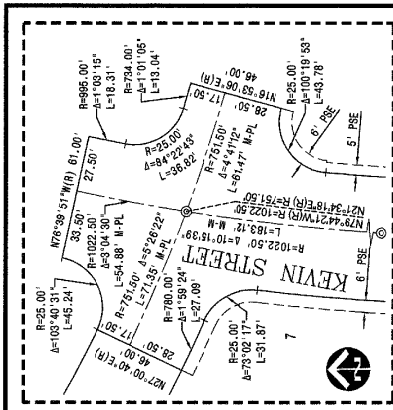 R=996.00'
Δ=1°03'15"
L=18.31'
R=734.00'
Δ=1°01'05"
L=13.04'
N76°39'51"W(R) 61.00'
33.50'
27.50'
R=25.00'
Δ=84°22'43"
L=36.82'
N16°53'06"E(R)
46.00'
17.50'
28.50'
R=25.00'
Δ=100°19'53"
L=43.78'
R=1022.50'
Δ=3°04'30"
L=54.88' M-PL
R=751.50'
Δ=4°41'12"
L=61.47' M-PL
6' PSE
5' PSE
R=25.00'
Δ=103°40'31"
L=45.24'
R=751.50'
Δ=5°26'22"
L=71.35' M-PL
N79°44'21"W(R) R=1022.50'
N21°34'18"E(R) R=751.50'
R=1022.50' Δ=10°15'39"
L=183.12' M-M
KEVIN STREET
N27°00'40"E(R)
46.00'
17.50'
28.50'
R=780.00'
Δ=1°59'24"
L=27.09'
R=25.00'
Δ=73°02'17"
L=31.87'
6' PSE
7